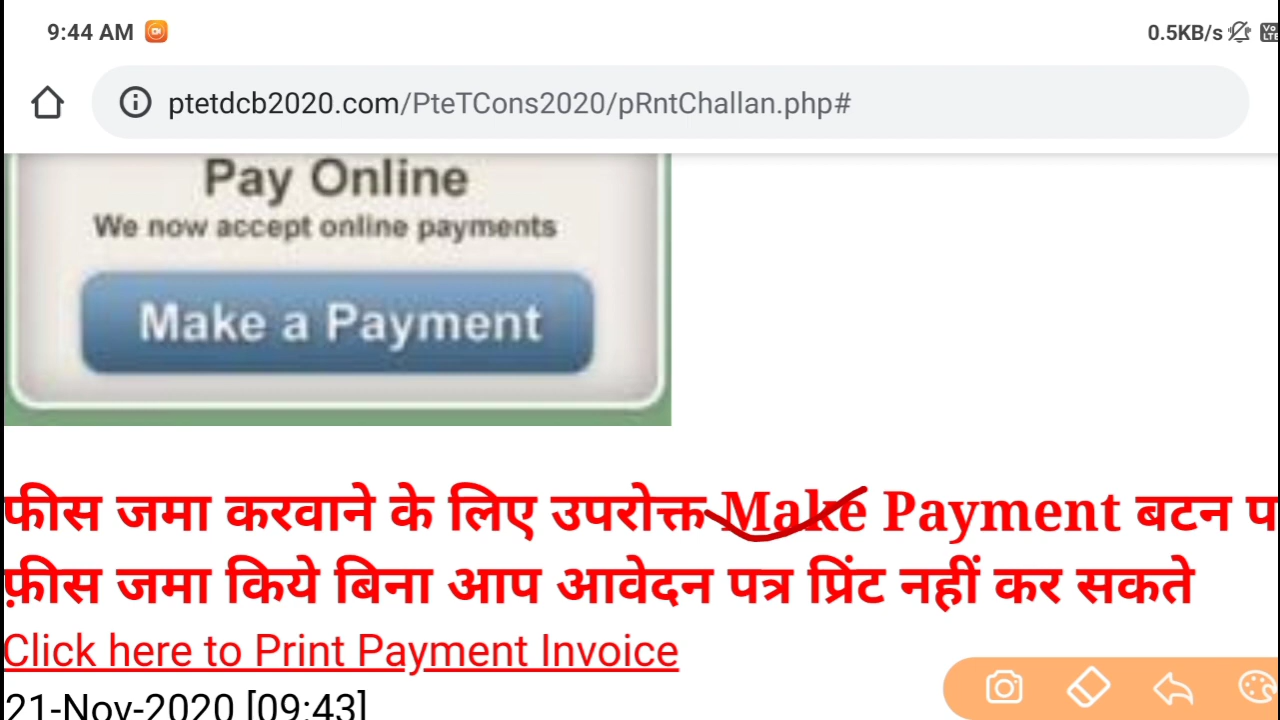 9:44 AM
0.5KB/s
Vo LTE
ptetdcb2020.com/PteTCons2020/pRntChallan.php#
Pay Online
We now accept online payments
Make a Payment
फीस जमा करवाने के लिए उपरोक्त Make Payment बटन प
फ़ीस जमा किये बिना आप आवेदन पत्र प्रिंट नहीं कर सकते
Click here to Print Payment Invoice
21-Nov-2020 [09:43]